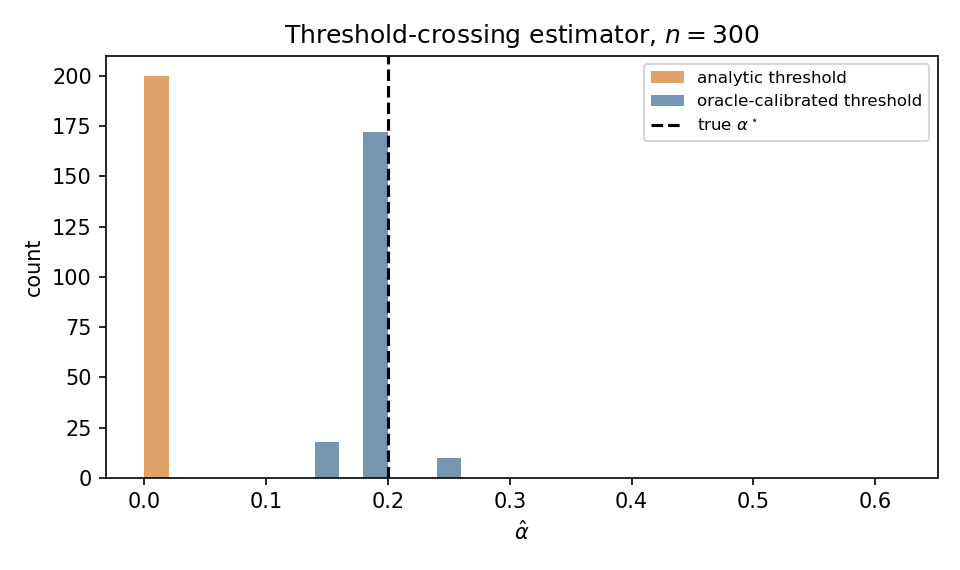 Threshold-crossing estimator, n = 300
analytic threshold
oracle-calibrated threshold
true α⋆
200
175
150
125
100
75
50
25
0
count
0.0 0.1 0.2 0.3 0.4 0.5 0.6
α̂